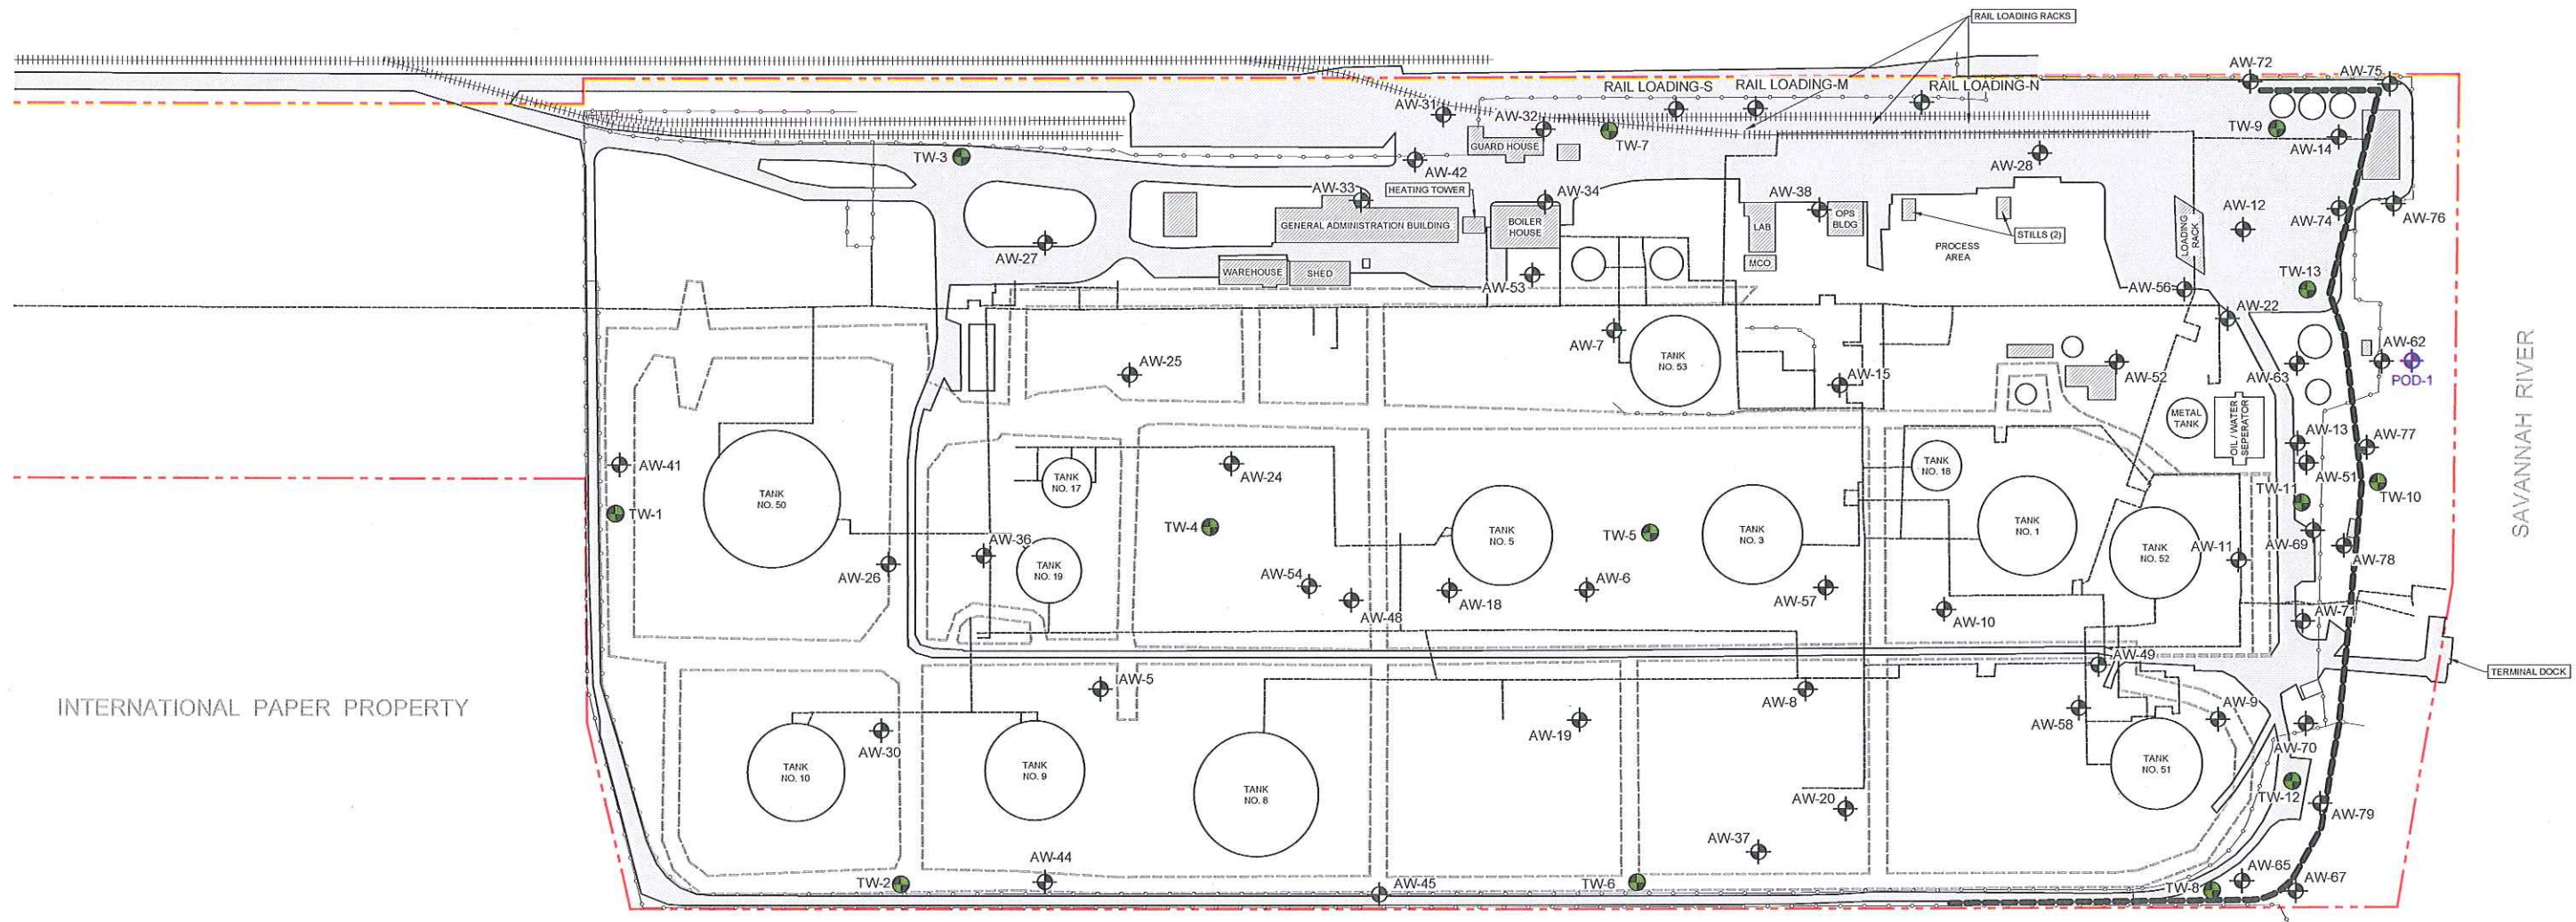 RAIL LOADING RACKS
AW-72
AW-75
RAIL LOADING-S
RAIL LOADING-M
RAIL LOADING-N
AW-31
AW-32
TW-7
TW-9
AW-14
GUARD HOUSE
TW-3
AW-42
AW-28
AW-33
HEATING TOWER
AW-34
AW-38
AW-12
AW-74
AW-76
GENERAL ADMINISTRATION BUILDING
BOILER
HOUSE
LAB
OPS
BLDG
STILLS (2)
LOADING
RACK
PROCESS
AREA
AW-27
WAREHOUSE
SHED
MCO
AW-53
AW-56
TW-13
AW-22
AW-7
TANK
NO. 53
AW-25
AW-15
AW-52
AW-63
AW-62
POD-1
SAVANNAH RIVER
METAL
TANK
OIL / WATER
SEPERATOR
AW-13
AW-77
AW-41
TANK
NO. 50
TANK
NO. 17
AW-24
TANK
NO. 18
AW-51
TW-10
TW-11
TW-1
TW-4
TANK
NO. 5
TW-5
TANK
NO. 3
TANK
NO. 1
TANK
NO. 52
AW-11
AW-69
AW-78
AW-36
AW-26
TANK
NO. 19
AW-54
AW-48
AW-18
AW-6
AW-57
AW-10
AW-71
AW-49
TERMINAL DOCK
INTERNATIONAL PAPER PROPERTY
AW-5
AW-8
AW-58
AW-9
AW-30
AW-19
AW-70
TANK
NO. 10
TANK
NO. 9
TANK
NO. 8
TANK
NO. 51
AW-20
TW-12
AW-79
AW-37
AW-44
TW-2
AW-45
TW-6
TW-8
AW-65
AW-67